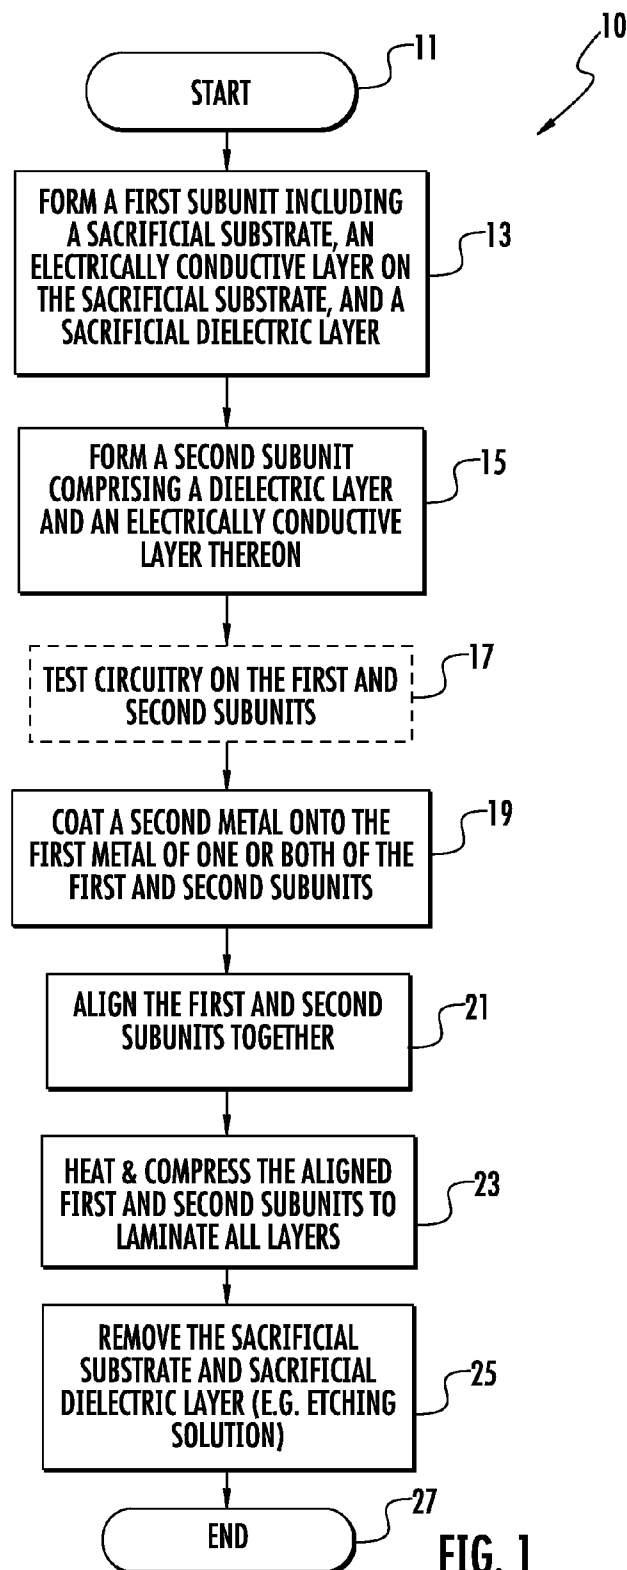 10
START
11
FORM A FIRST SUBUNIT INCLUDING
A SACRIFICIAL SUBSTRATE, AN
ELECTRICALLY CONDUCTIVE LAYER ON
THE SACRIFICIAL SUBSTRATE, AND A
SACRIFICIAL DIELECTRIC LAYER
13
FORM A SECOND SUBUNIT
COMPRISING A DIELECTRIC LAYER
AND AN ELECTRICALLY CONDUCTIVE
LAYER THEREON
15
TEST CIRCUITRY ON THE FIRST AND
SECOND SUBUNITS
17
COAT A SECOND METAL ONTO THE
FIRST METAL OF ONE OR BOTH OF THE
FIRST AND SECOND SUBUNITS
19
ALIGN THE FIRST AND SECOND
SUBUNITS TOGETHER
21
HEAT & COMPRESS THE ALIGNED
FIRST AND SECOND SUBUNITS TO
LAMINATE ALL LAYERS
23
REMOVE THE SACRIFICIAL
SUBSTRATE AND SACRIFICIAL
DIELECTRIC LAYER (E.G. ETCHING
SOLUTION)
25
END
27
FIG. 1